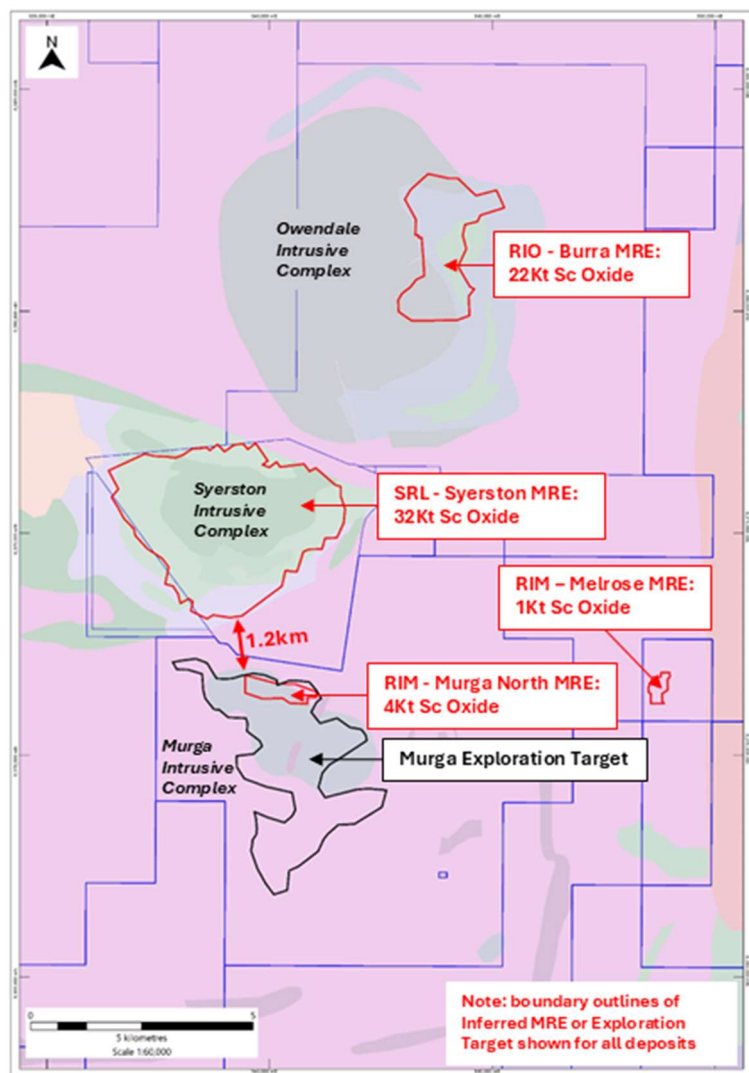 N
Owendale
Intrusive
Complex
RIO - Burra MRE:
22Kt Sc Oxide
Syerston
Intrusive
Complex
SRL - Syerston MRE:
32Kt Sc Oxide
RIM – Melrose MRE:
1Kt Sc Oxide
1.2km
RIM - Murga North MRE:
4Kt Sc Oxide
Murga
Intrusive
Complex
Murga Exploration Target
0
5
5 kilometres
Scale 1:60,000
Note: boundary outlines of
Inferred MRE or Exploration
Target shown for all deposits